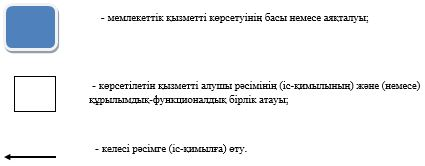 - мемлекеттік қызметті көрсетуінің басы немесе аяқталуы;
- көрсетілетін қызметті алушы рәсімінің (іс-қимылының) және (немесе)
құрылымдық-функционалдық бірлік атауы;
- келесі рәсімге (іс-қимылға) өту.